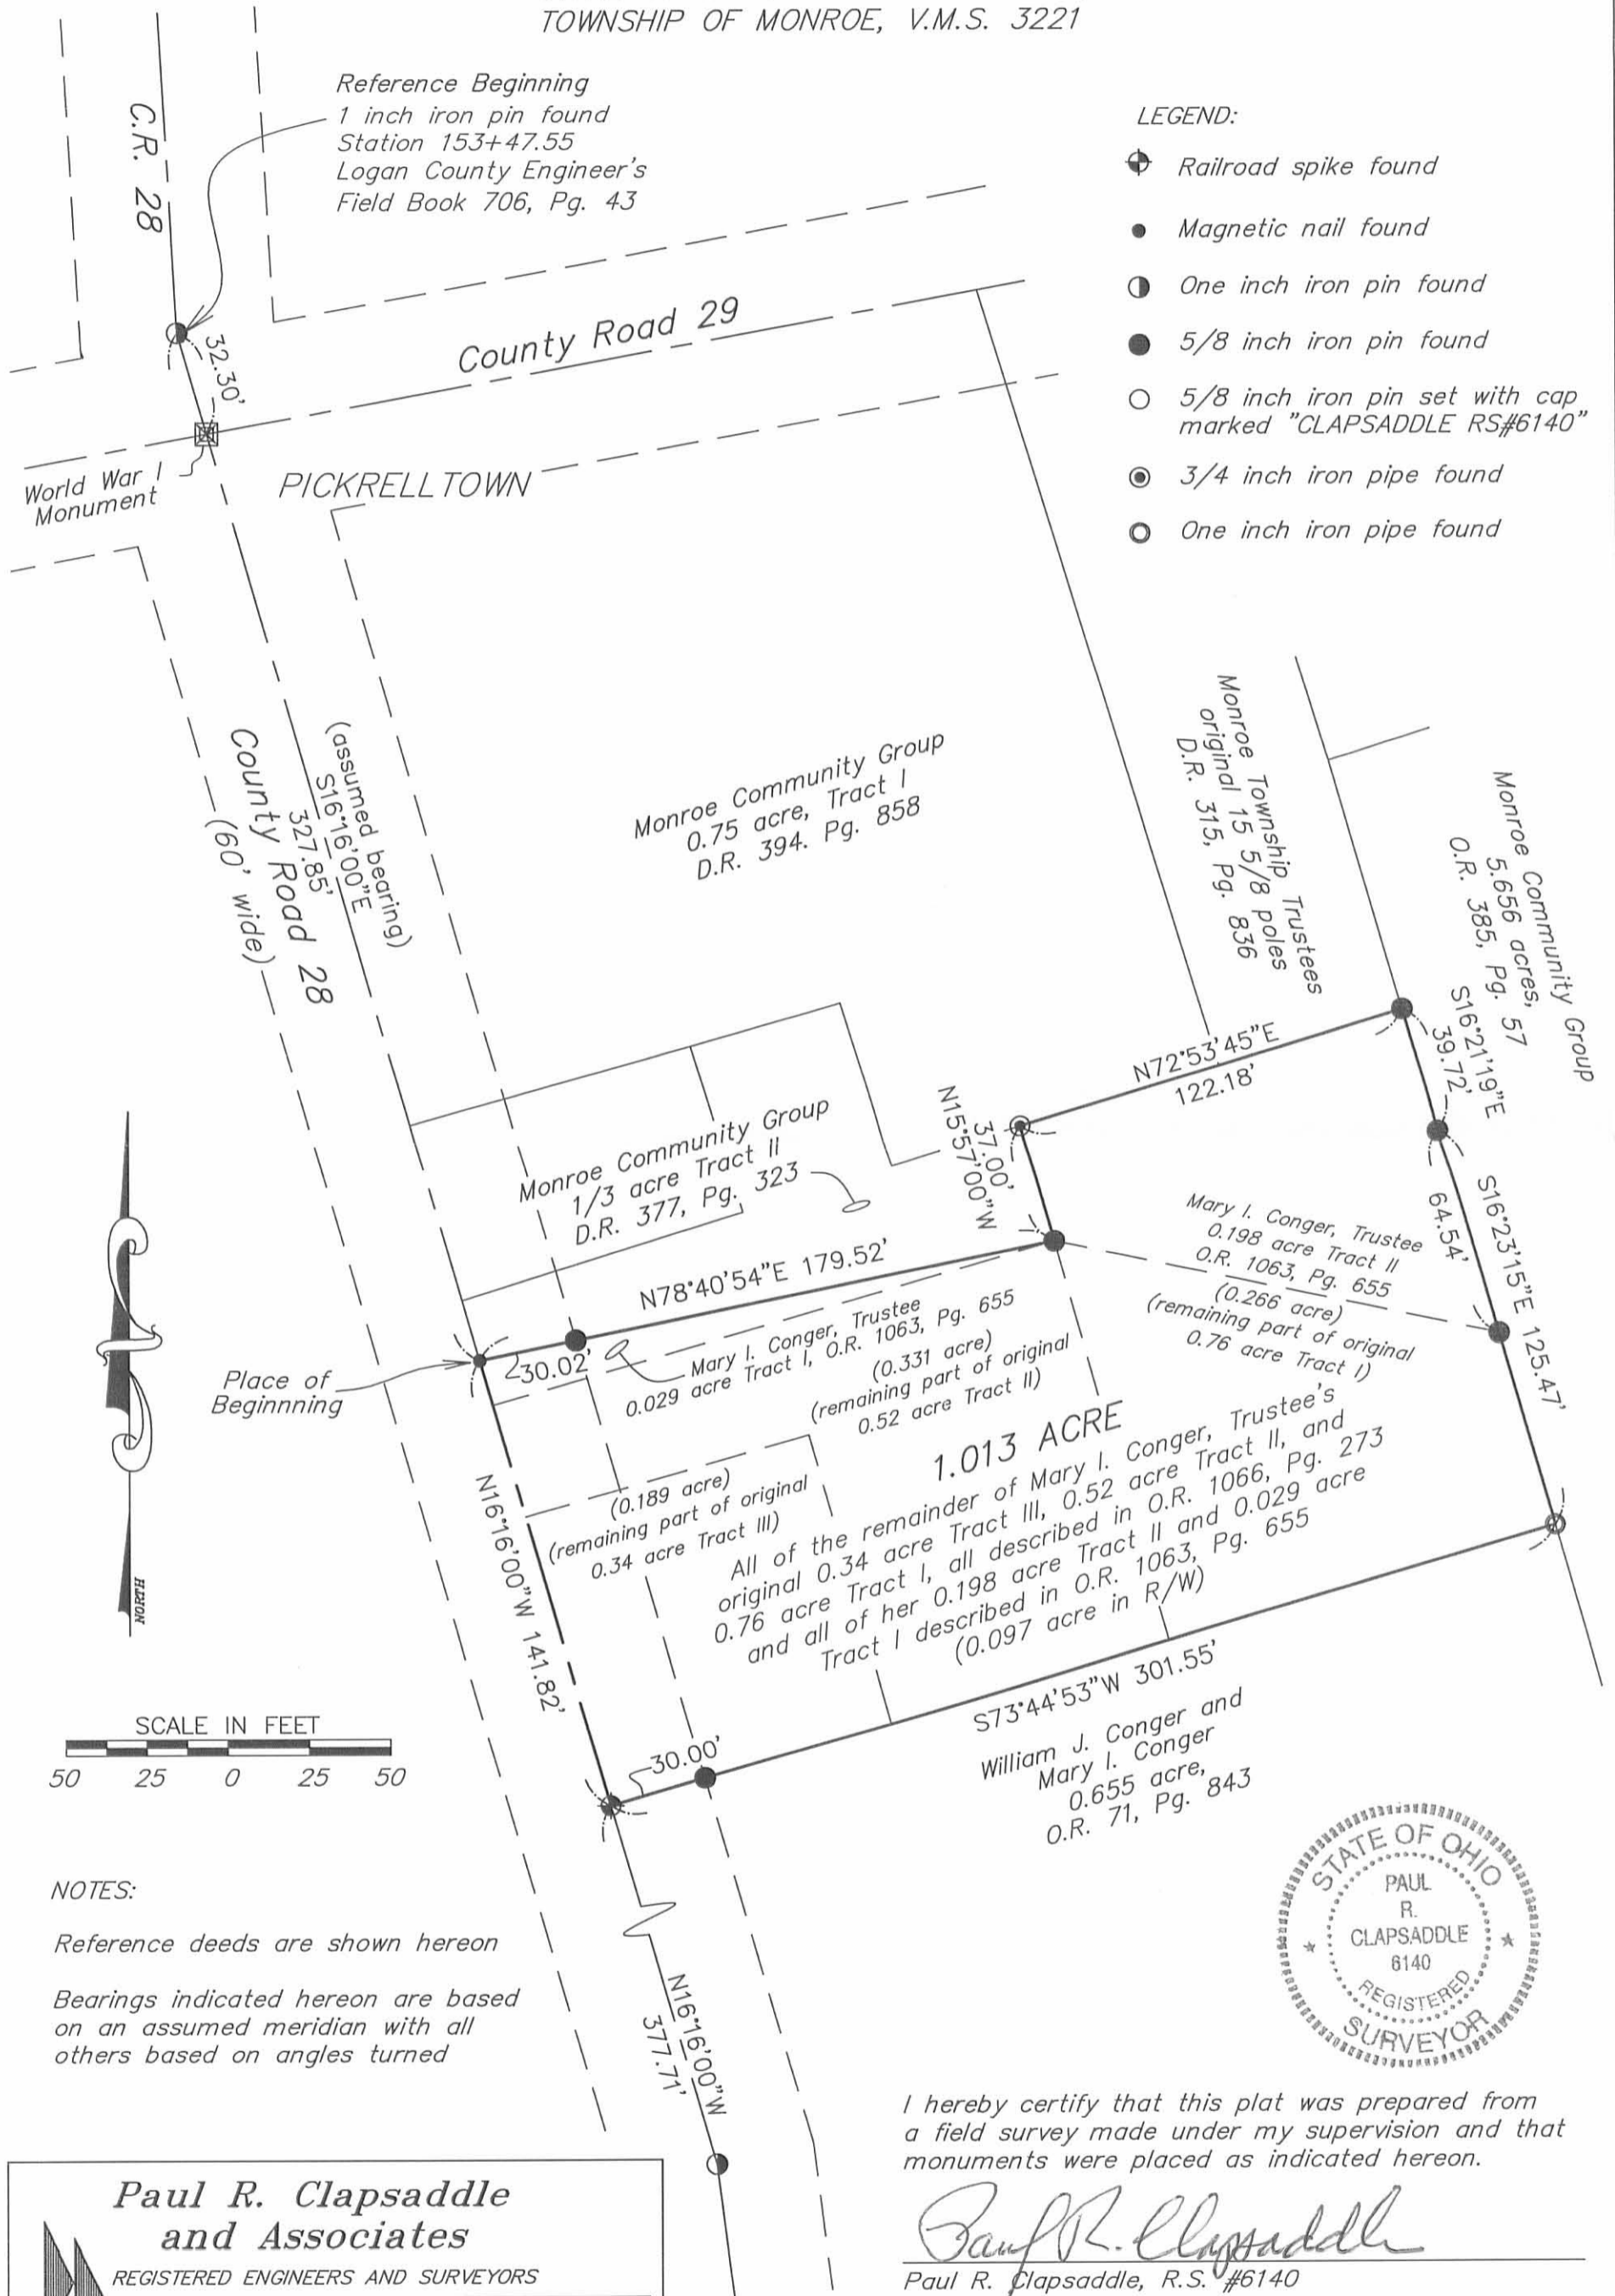 TOWNSHIP OF MONROE, V.M.S. 3221
C.R. 28
Reference Beginning
1 inch iron pin found
Station 153+47.55
Logan County Engineer's
Field Book 706, Pg. 43
LEGEND:
Railroad spike found
Magnetic nail found
One inch iron pin found
5/8 inch iron pin found
5/8 inch iron pin set with cap
marked "CLAPSADDLE RS#6140"
3/4 inch iron pipe found
One inch iron pipe found
32.30'
County Road 29
World War I
Monument
PICKRELLTOWN
(assumed bearing)
S16°16'00"E
327.85'
County Road 28
(60' wide)
Monroe Community Group
0.75 acre, Tract I
D.R. 394. Pg. 858
Monroe Township Trustees
original 15 5/8 poles
D.R. 315, Pg. 836
Monroe Community Group
5.656 acres,
O.R. 385, Pg. 57
S16°21'19"E
39.72'
N72°53'45"E
122.18'
37.00'
N15°57'00"W
Monroe Community Group
1/3 acre Tract II
D.R. 377, Pg. 323
S16°23'15"E 125.47'
64.54'
Mary I. Conger, Trustee
0.198 acre Tract II
O.R. 1063, Pg. 655
(0.266 acre)
(remaining part of original
0.76 acre Tract I)
N78°40'54"E 179.52'
30.02'
Place of
Beginnning
Mary I. Conger, Trustee
0.029 acre Tract I, O.R. 1063, Pg. 655
(0.331 acre)
(remaining part of original
0.52 acre Tract II)
(0.189 acre)
(remaining part of original
0.34 acre Tract III)
N16°16'00"W 141.82'
1.013 ACRE
All of the remainder of Mary I. Conger, Trustee's
original 0.34 acre Tract III, 0.52 acre Tract II, and
0.76 acre Tract I, all described in O.R. 1066, Pg. 273
and all of her 0.198 acre Tract II and 0.029 acre
Tract I described in O.R. 1063, Pg. 655
(0.097 acre in R/W)
NORTH
S73°44'53"W 301.55'
30.00'
William J. Conger and
Mary I. Conger
0.655 acre,
O.R. 71, Pg. 843
SCALE IN FEET
50 25 0 25 50
NOTES:
Reference deeds are shown hereon
Bearings indicated hereon are based
on an assumed meridian with all
others based on angles turned
N16°16'00"W
377.71'
STATE OF OHIO
PAUL
R.
CLAPSADDLE
6140
REGISTERED
SURVEYOR
I hereby certify that this plat was prepared from
a field survey made under my supervision and that
monuments were placed as indicated hereon.
Paul R. Clapsaddle
Paul R. Clapsaddle, R.S. #6140
Paul R. Clapsaddle
and Associates
REGISTERED ENGINEERS AND SURVEYORS